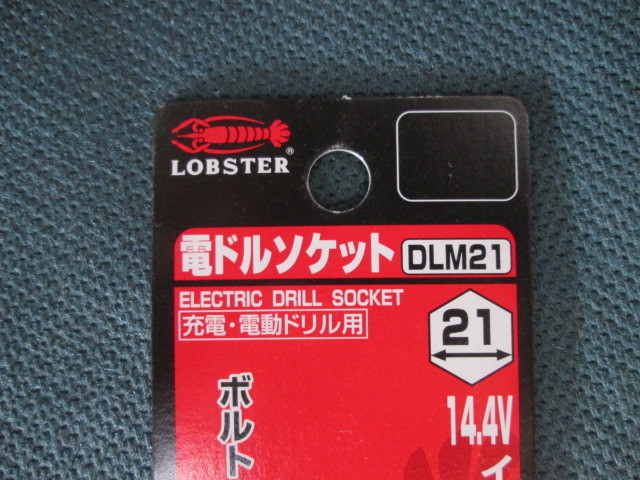 LOBSTER®
電ドルソケット DLM21
ELECTRIC DRILL SOCKET
充電・電動ドリル用
21
ボルト
14.4V
イ